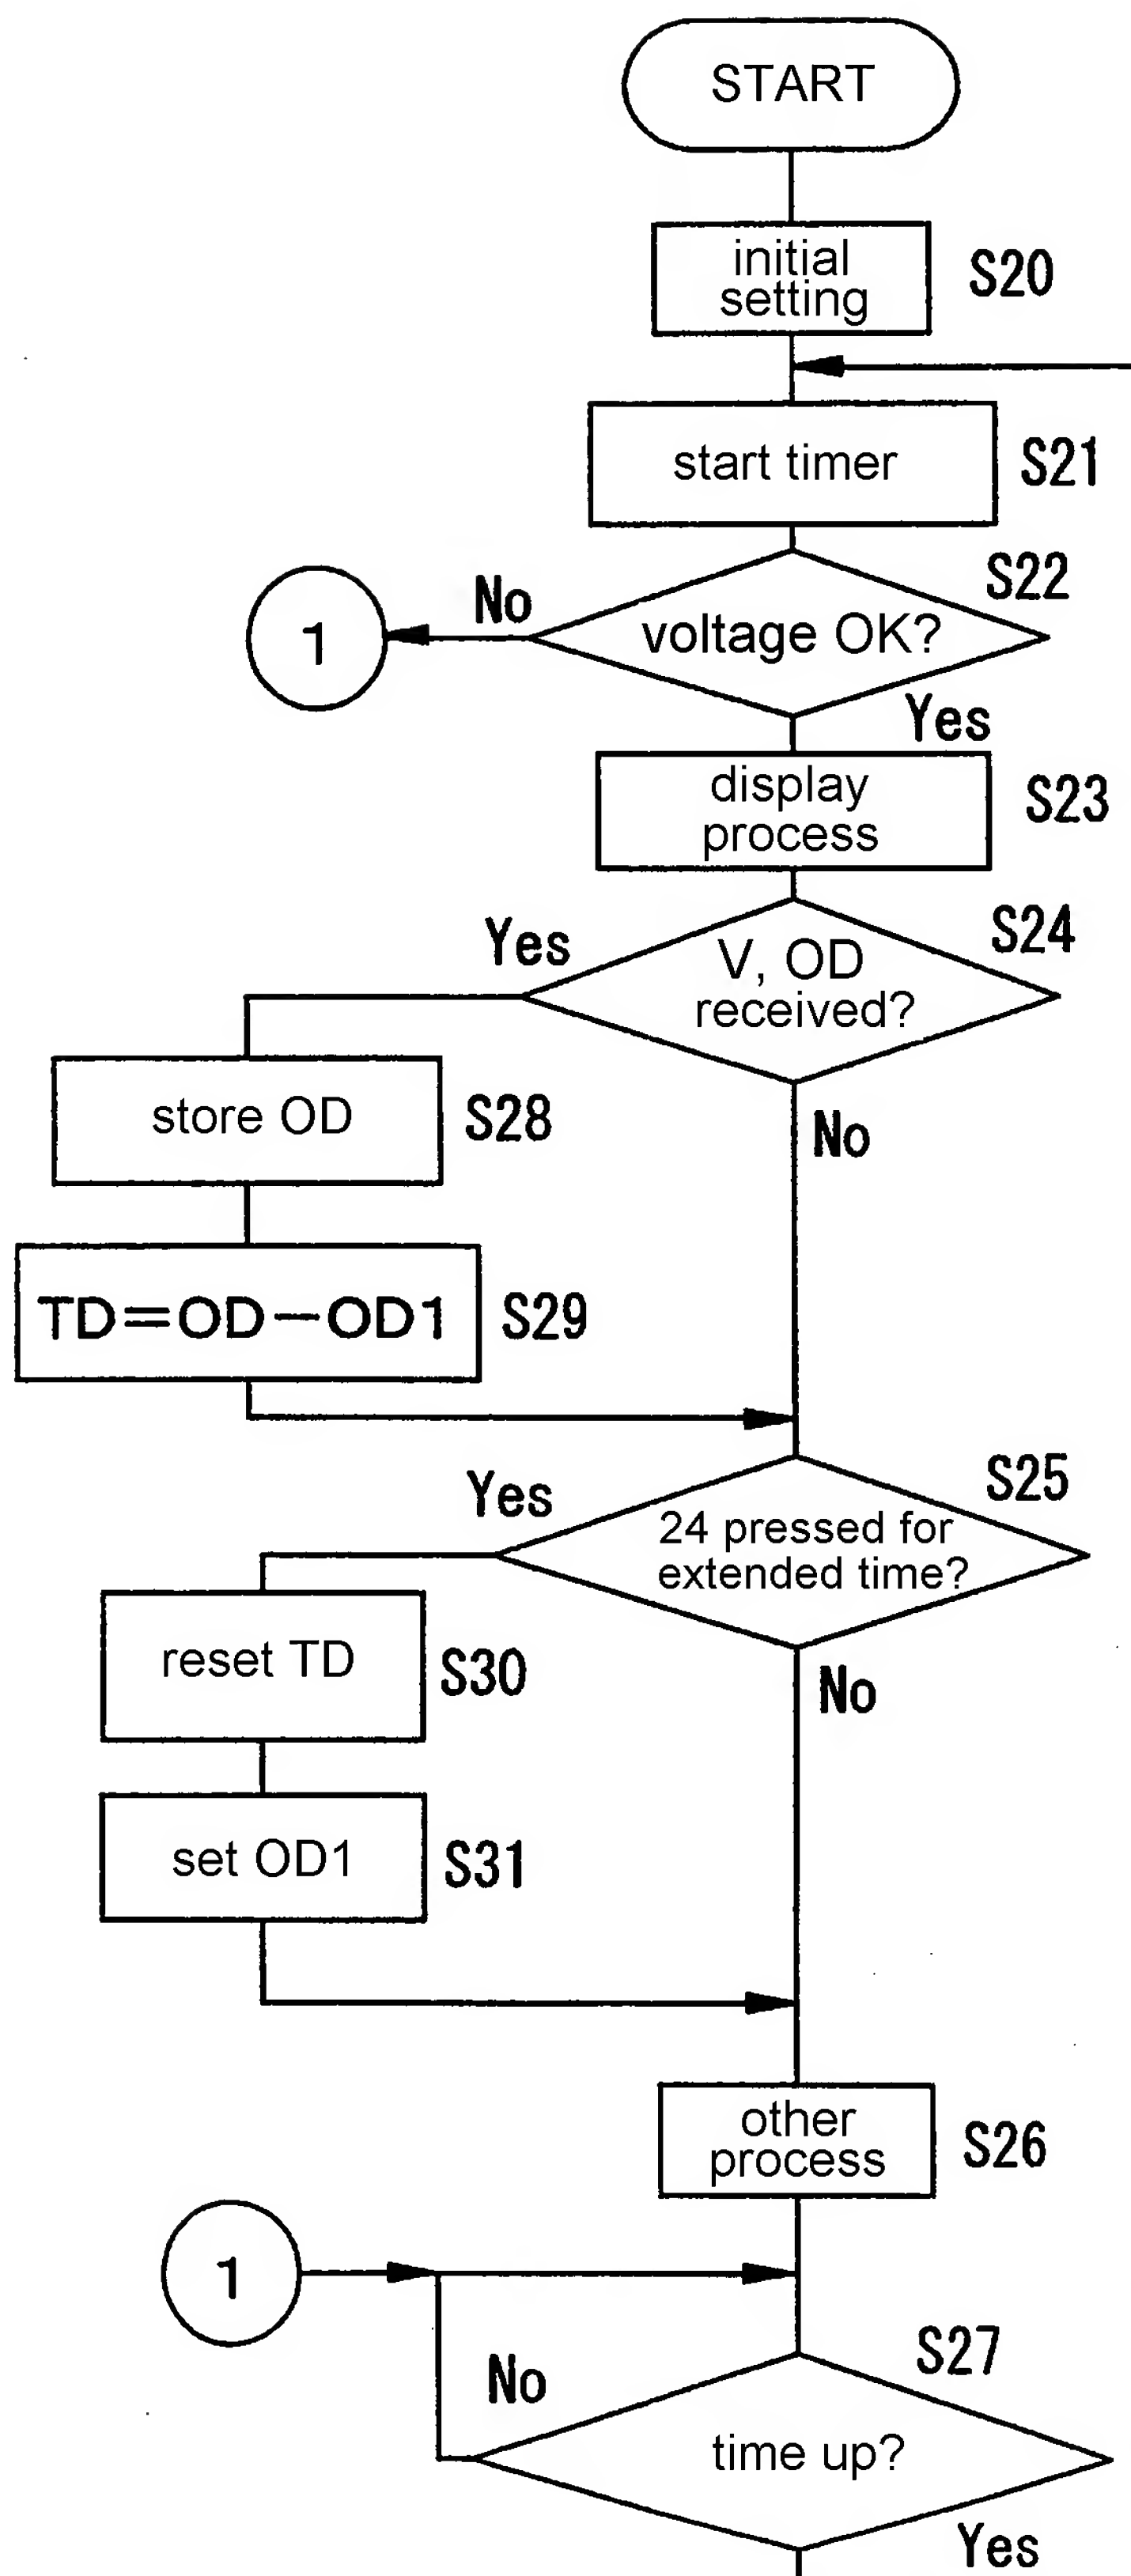 START
initial
setting
S20
start timer
S21
S22
No
1
voltage OK?
Yes
display
process
S23
S24
Yes
V, OD
received?
store OD
S28
No
TD=OD-OD1
S29
S25
Yes
24 pressed for
extended time?
reset TD
S30
No
set OD1
S31
other
process
S26
1
S27
No
time up?
Yes